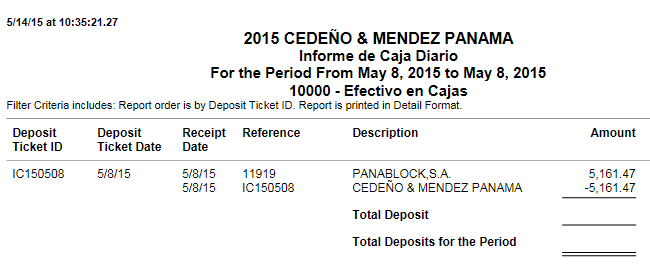 5/14/15 at 10:35:21.27
2015 CEDEÑO & MENDEZ PANAMA
Informe de Caja Diario
For the Period From May 8, 2015 to May 8, 2015
10000 - Efectivo en Cajas
Filter Criteria includes: Report order is by Deposit Ticket ID. Report is printed in Detail Format.
Deposit Deposit Receipt Reference Description Amount
Ticket ID Ticket Date Date
IC150508 5/8/15 5/8/15 11919 PANABLOCK,S.A. 5,161.47
5/8/15 IC150508 CEDEÑO & MENDEZ PANAMA -5,161.47
Total Deposit
Total Deposits for the Period